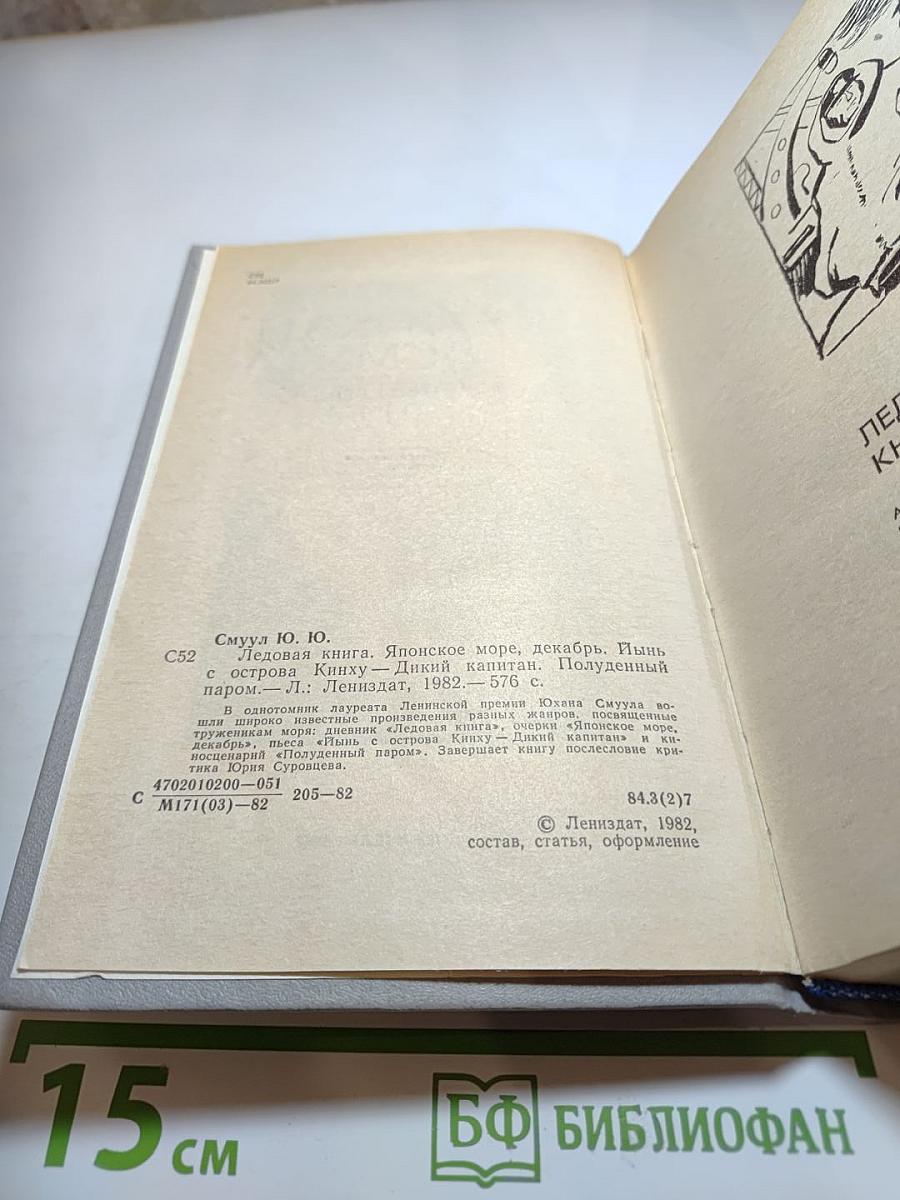 Смуул Ю. Ю.
С52 Ледовая книга. Японское море, декабрь. Йынь
с острова Кинху — Дикий капитан. Полуденный
паром.— Л.: Лениздат, 1982.— 576 с.
В однотомник лауреата Ленинской премии Юхана Смуула во-
шли широко известные произведения разных жанров, посвященные
труженикам моря: дневник «Ледовая книга», очерки «Японское море,
декабрь», пьеса «Йынь с острова Кинху — Дикий капитан» и ки-
носценарий «Полуденный паром». Завершает книгу послесловие кри-
тика Юрия Суровцева.
С 4702010200—051 205—82
М171(03)—82
84.3(2)7
© Лениздат, 1982,
состав, статья, оформление
15 см
БФ БИБЛИОФАН